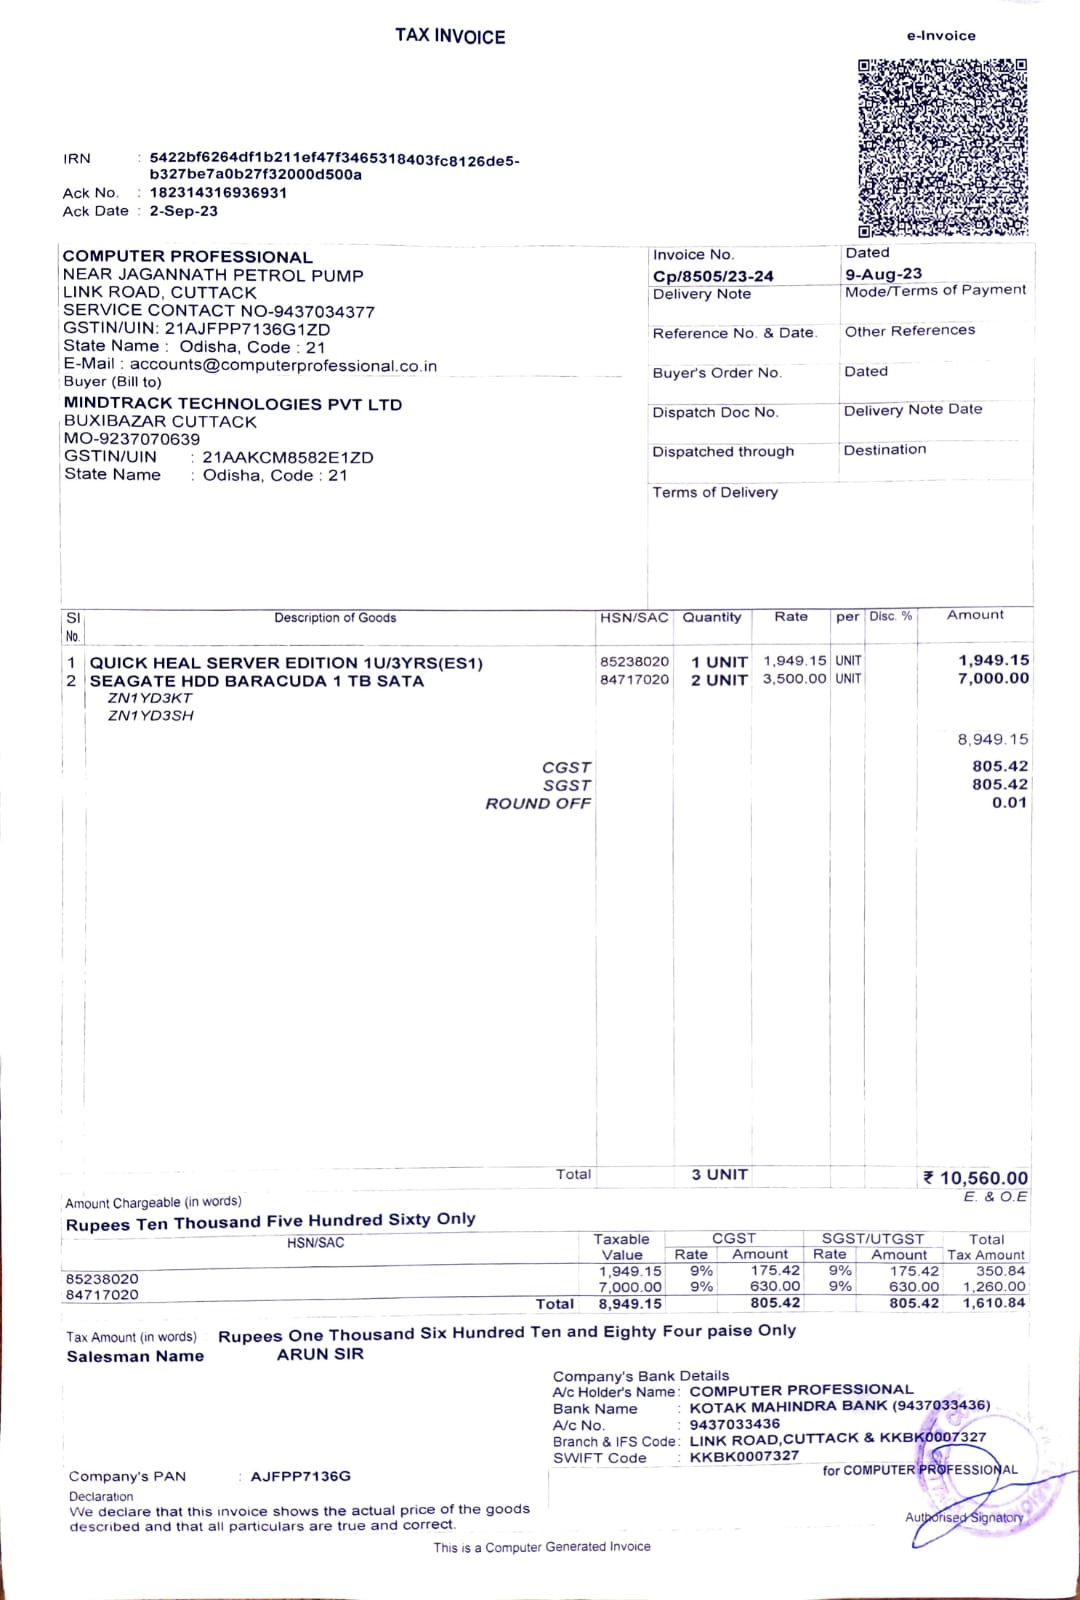 TAX INVOICE
e-Invoice
IRN : 5422bf6264df1b211ef47f3465318403fc8126de5-
b327be7a0b27f32000d500a
Ack No. : 182314316936931
Ack Date : 2-Sep-23
COMPUTER PROFESSIONAL
NEAR JAGANNATH PETROL PUMP
LINK ROAD, CUTTACK
SERVICE CONTACT NO-9437034377
GSTIN/UIN: 21AJFPP7136G1ZD
State Name : Odisha, Code : 21
E-Mail : accounts@computerprofessional.co.in
Buyer (Bill to)
MINDTRACK TECHNOLOGIES PVT LTD
BUXIBAZAR CUTTACK
MO-9237070639
GSTIN/UIN : 21AAKCM8582E1ZD
State Name : Odisha, Code : 21
Invoice No. Dated
Cp/8505/23-24 9-Aug-23
Delivery Note Mode/Terms of Payment
Reference No. & Date. Other References
Buyer's Order No. Dated
Dispatch Doc No. Delivery Note Date
Dispatched through Destination
Terms of Delivery
SI No. Description of Goods HSN/SAC Quantity Rate per Disc. % Amount
1 QUICK HEAL SERVER EDITION 1U/3YRS(ES1) 85238020 1 UNIT 1,949.15 UNIT 1,949.15
2 SEAGATE HDD BARACUDA 1 TB SATA 84717020 2 UNIT 3,500.00 UNIT 7,000.00
ZN1YD3KT
ZN1YD3SH
8,949.15
CGST 805.42
SGST 805.42
ROUND OFF 0.01
Total 3 UNIT ₹ 10,560.00
Amount Chargeable (in words) E. & O.E
Rupees Ten Thousand Five Hundred Sixty Only
HSN/SAC Taxable CGST SGST/UTGST Total
Value Rate Amount Rate Amount Tax Amount
85238020 1,949.15 9% 175.42 9% 175.42 350.84
84717020 7,000.00 9% 630.00 9% 630.00 1,260.00
Total 8,949.15 805.42 805.42 1,610.84
Tax Amount (in words) Rupees One Thousand Six Hundred Ten and Eighty Four paise Only
Salesman Name ARUN SIR
Company's Bank Details
A/c Holder's Name : COMPUTER PROFESSIONAL
Bank Name : KOTAK MAHINDRA BANK (9437033436)
A/c No. : 9437033436
Branch & IFS Code : LINK ROAD,CUTTACK & KKBK0007327
SWIFT Code : KKBK0007327
Company's PAN : AJFPP7136G
for COMPUTER PROFESSIONAL
Declaration
We declare that this invoice shows the actual price of the goods
described and that all particulars are true and correct.
Authorised Signatory
This is a Computer Generated Invoice